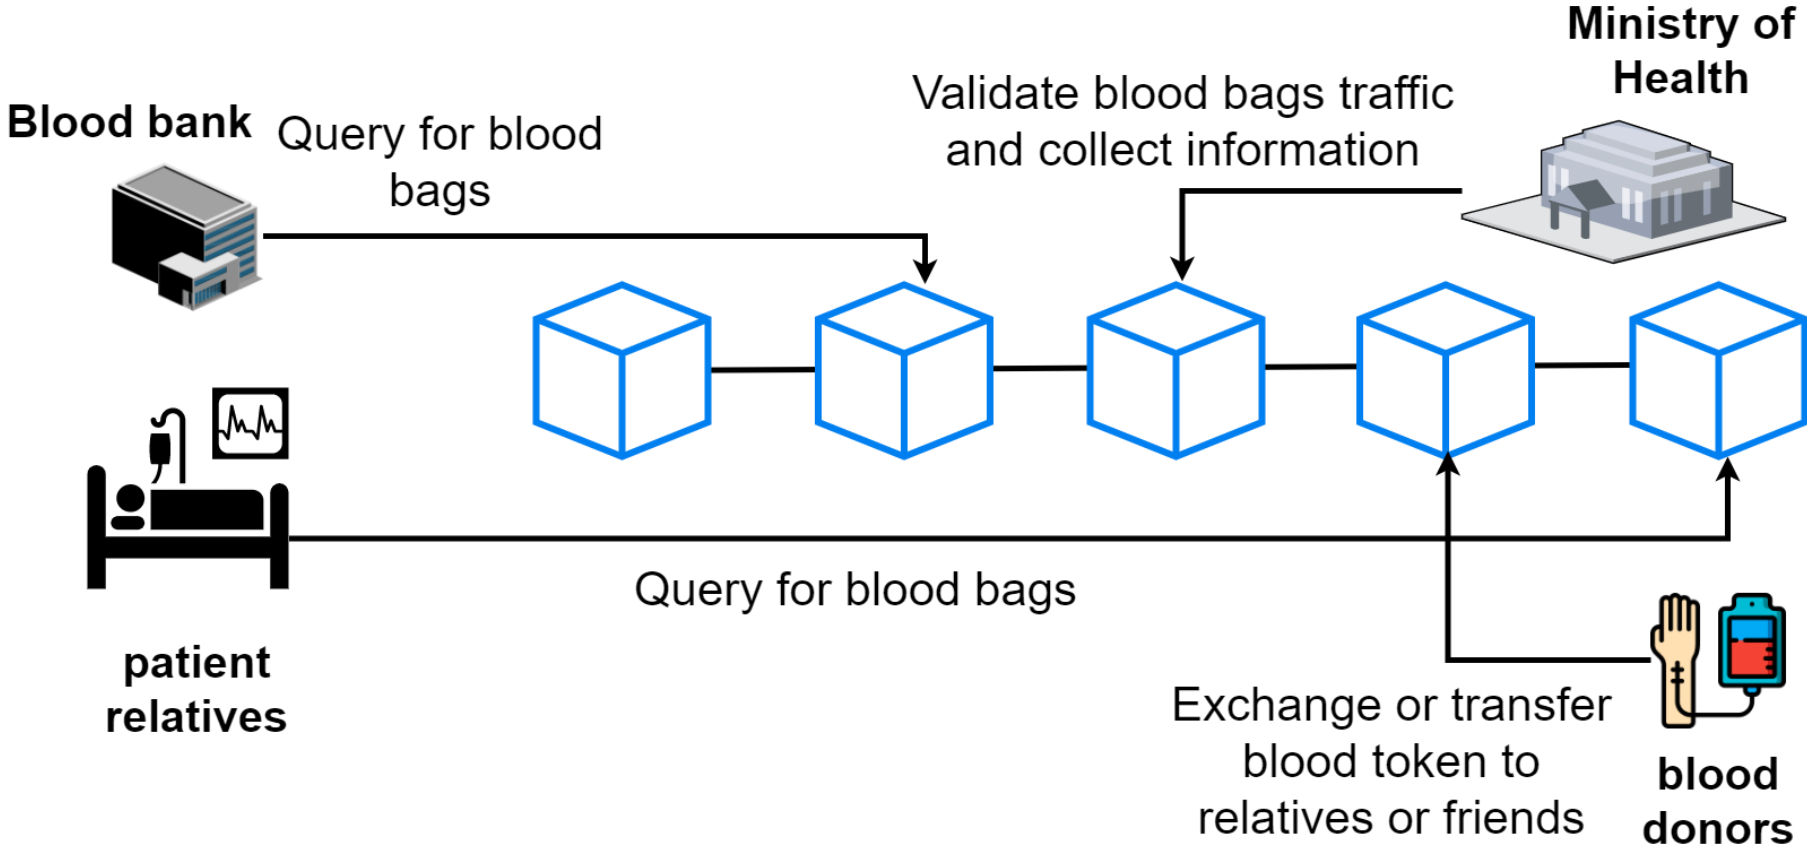 Ministry of
Health
Validate blood bags traffic
and collect information
Blood bank
Query for blood
bags
patient
relatives
Query for blood bags
Exchange or transfer
blood token to
relatives or friends
blood
donors